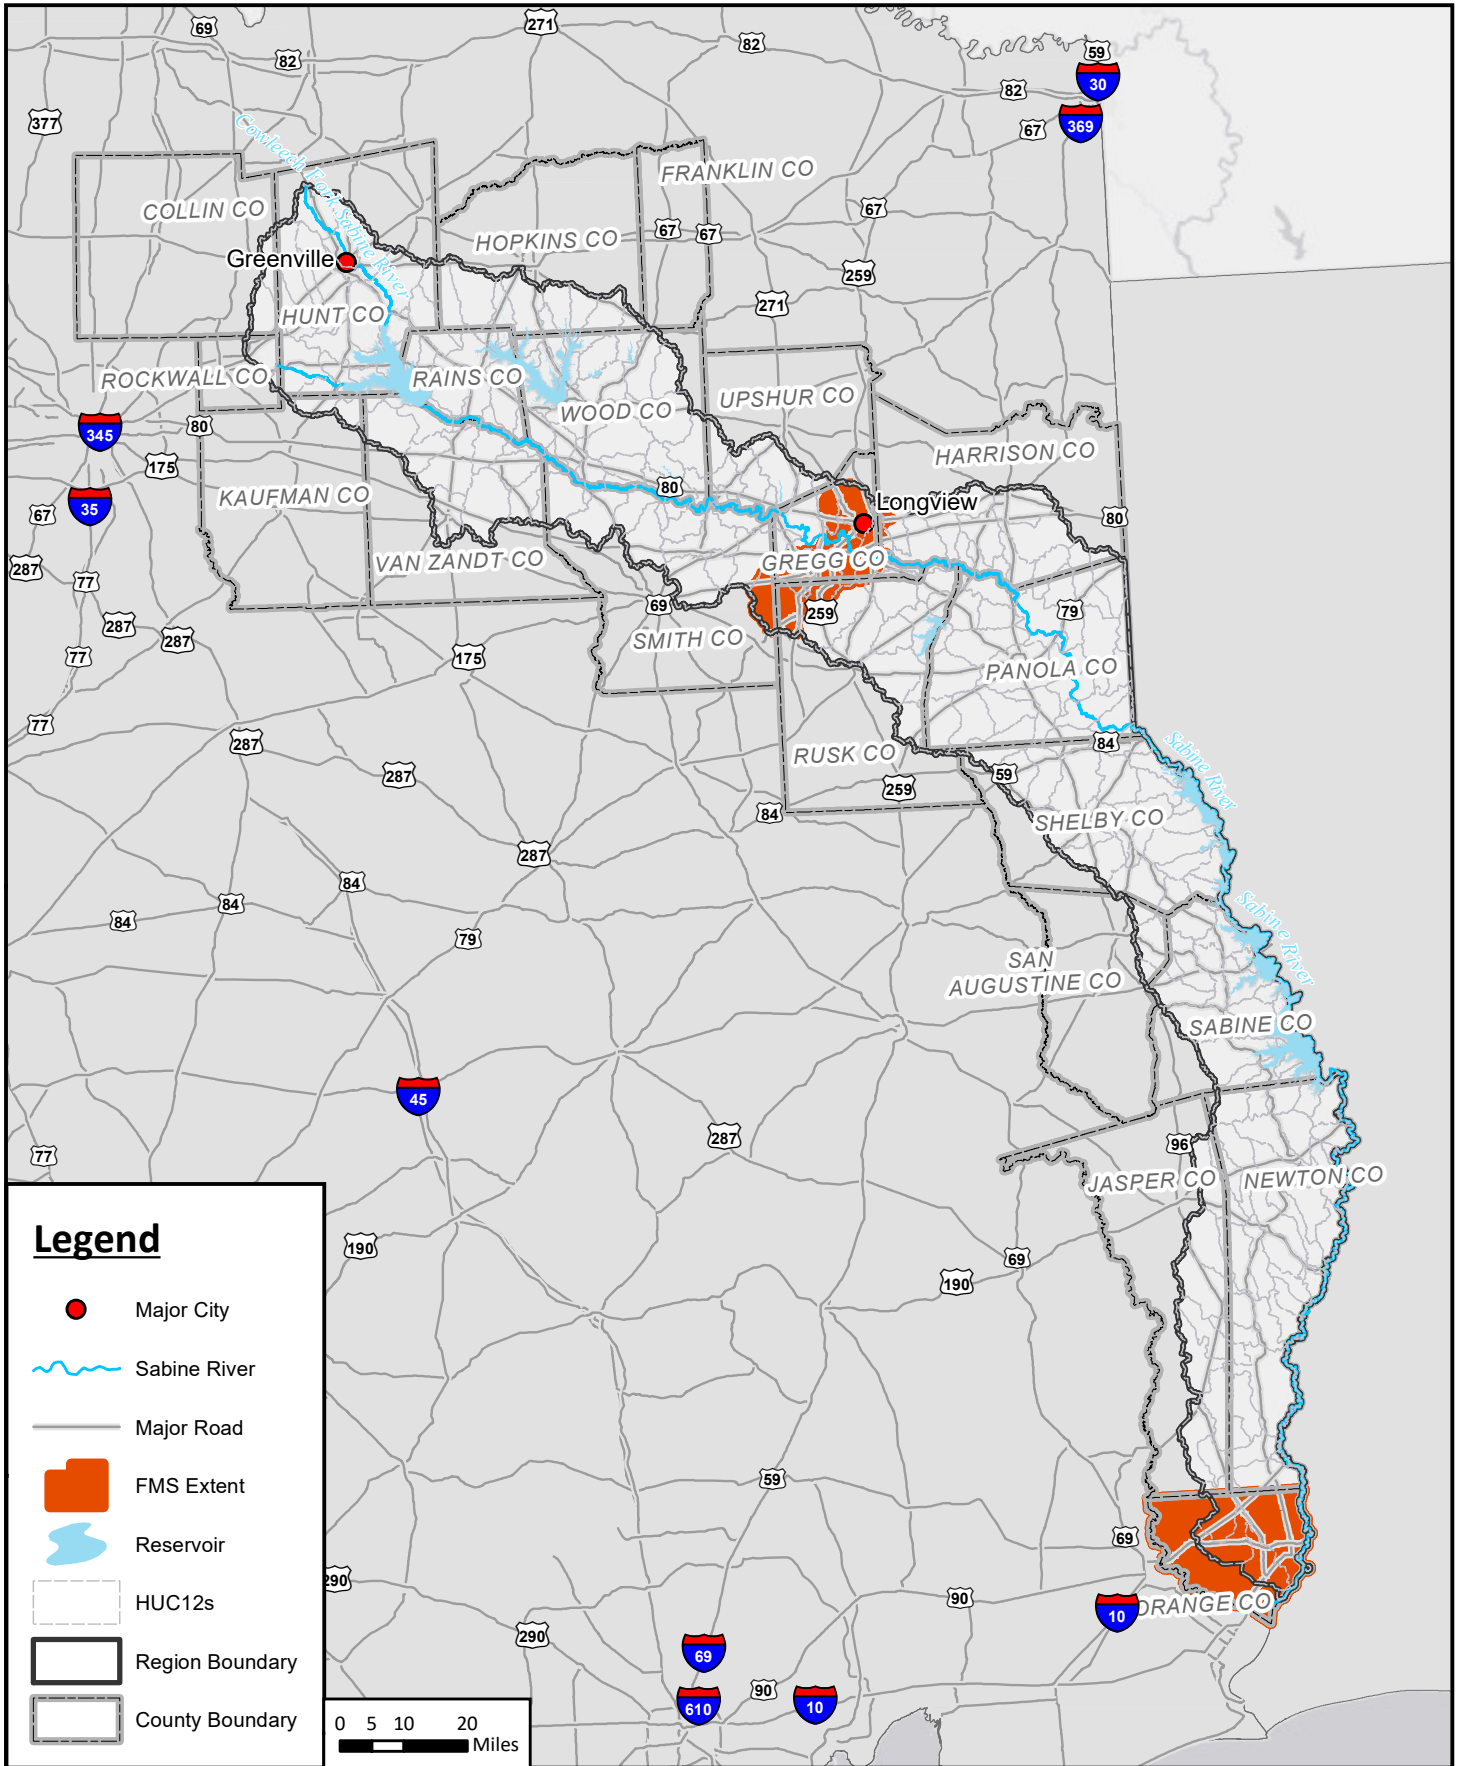 69
271
82
82
59
30
82
369
67
377
Cowleech Fork Sabine River
FRANKLIN CO
COLLIN CO
67
67
67
HOPKINS CO
Greenville
259
271
HUNT CO
ROCKWALL CO
RAINS CO
UPSHUR CO
WOOD CO
345
80
HARRISON CO
175
KAUFMAN CO
80
35
67
Longview
80
287
VAN ZANDT CO
GREGG CO
77
69
259
79
287
287
SMITH CO
77
175
PANOLA CO
77
287
RUSK CO
84
Sabine River
287
259
59
84
SHELBY CO
287
84
84
84
79
Sabine River
SAN
AUGUSTINE CO
SABINE CO
45
287
96
77
JASPER CO
NEWTON CO
190
69
190
59
69
290
90
10
ORANGE CO
290
69
90
610
10
Legend
Major City
Sabine River
Major Road
FMS Extent
Reservoir
HUC12s
Region Boundary
County Boundary
0 5 10 20
Miles